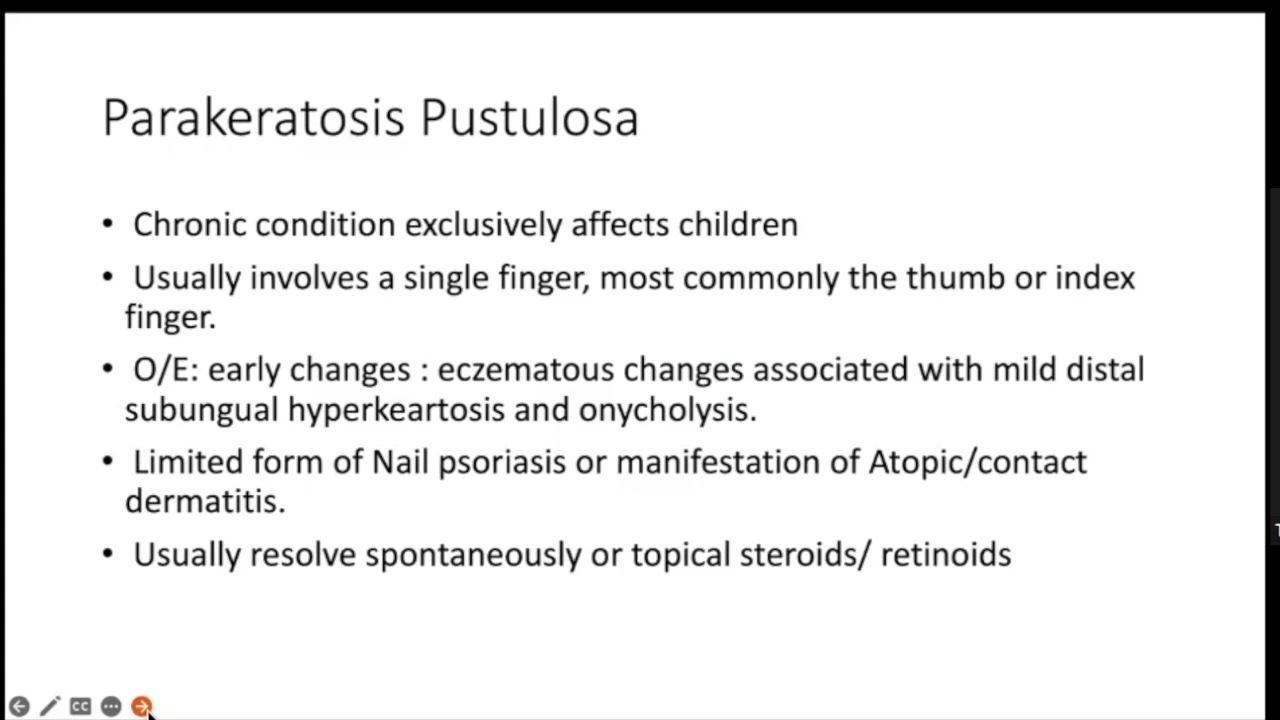 Parakeratosis Pustulosa
• Chronic condition exclusively affects children
• Usually involves a single finger, most commonly the thumb or index
finger.
• O/E: early changes : eczematous changes associated with mild distal
subungual hyperkeartosis and onycholysis.
• Limited form of Nail psoriasis or manifestation of Atopic/contact
dermatitis.
• Usually resolve spontaneously or topical steroids/ retinoids
CC